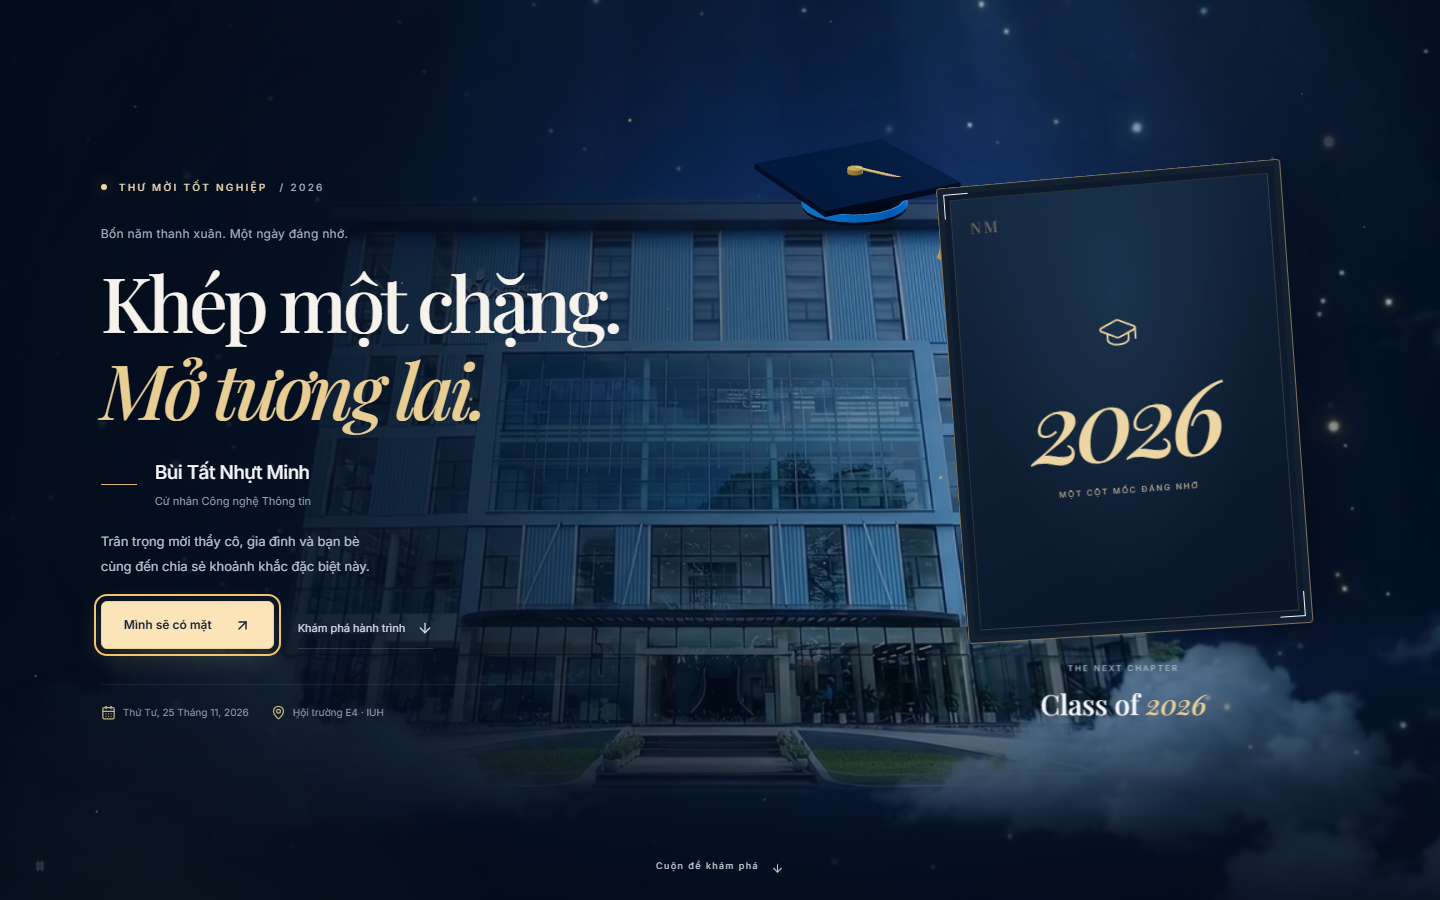 THƯ MỜI TỐT NGHIỆP / 2026
Bốn năm thanh xuân. Một ngày đáng nhớ.
Khép một chặng.
Mở tương lai.
Bùi Tất Nhựt Minh
Cử nhân Công nghệ Thông tin
Trân trọng mời thầy cô, gia đình và bạn bè
cùng đến chia sẻ khoảnh khắc đặc biệt này.
Mình sẽ có mặt
Khám phá hành trình
Thứ Tư, 25 Tháng 11, 2026
Hội trường E4 · IUH
NM
2026
MỘT CỘT MỐC ĐÁNG NHỚ
THE NEXT CHAPTER
Class of 2026
Cuộn để khám phá